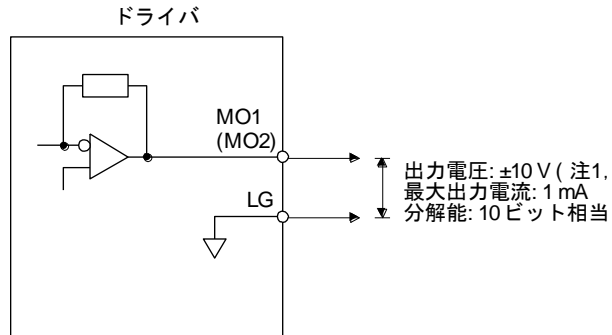 ドライバ
MO1
(MO2)
LG
出力電圧: ±10 V ( 注1,
最大出力電流: 1 mA
分解能: 10 ビット相当